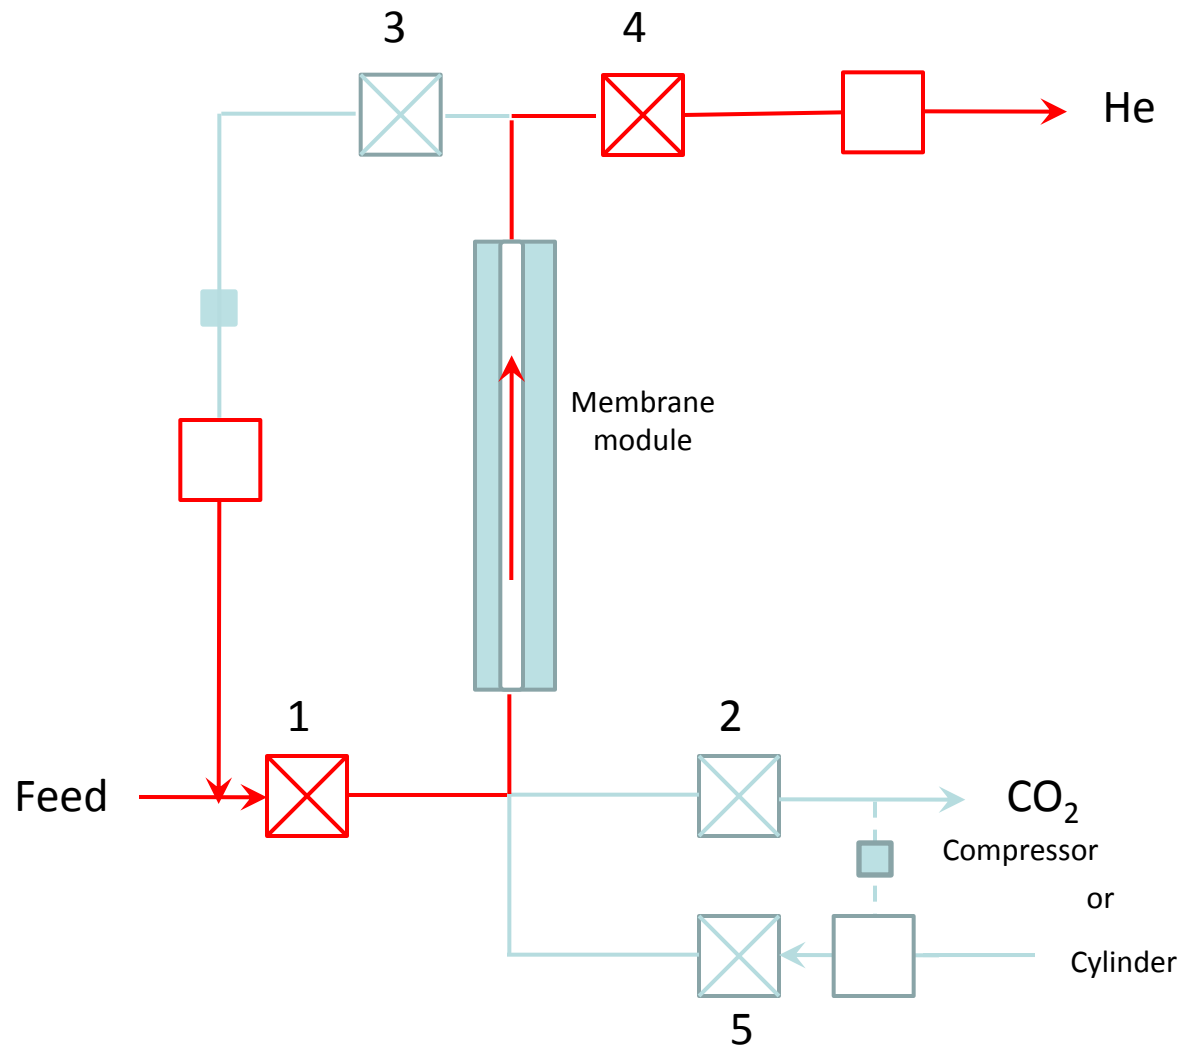 3
4
He
Membrane
module
1
2
Feed
CO₂
Compressor
or
Cylinder
5